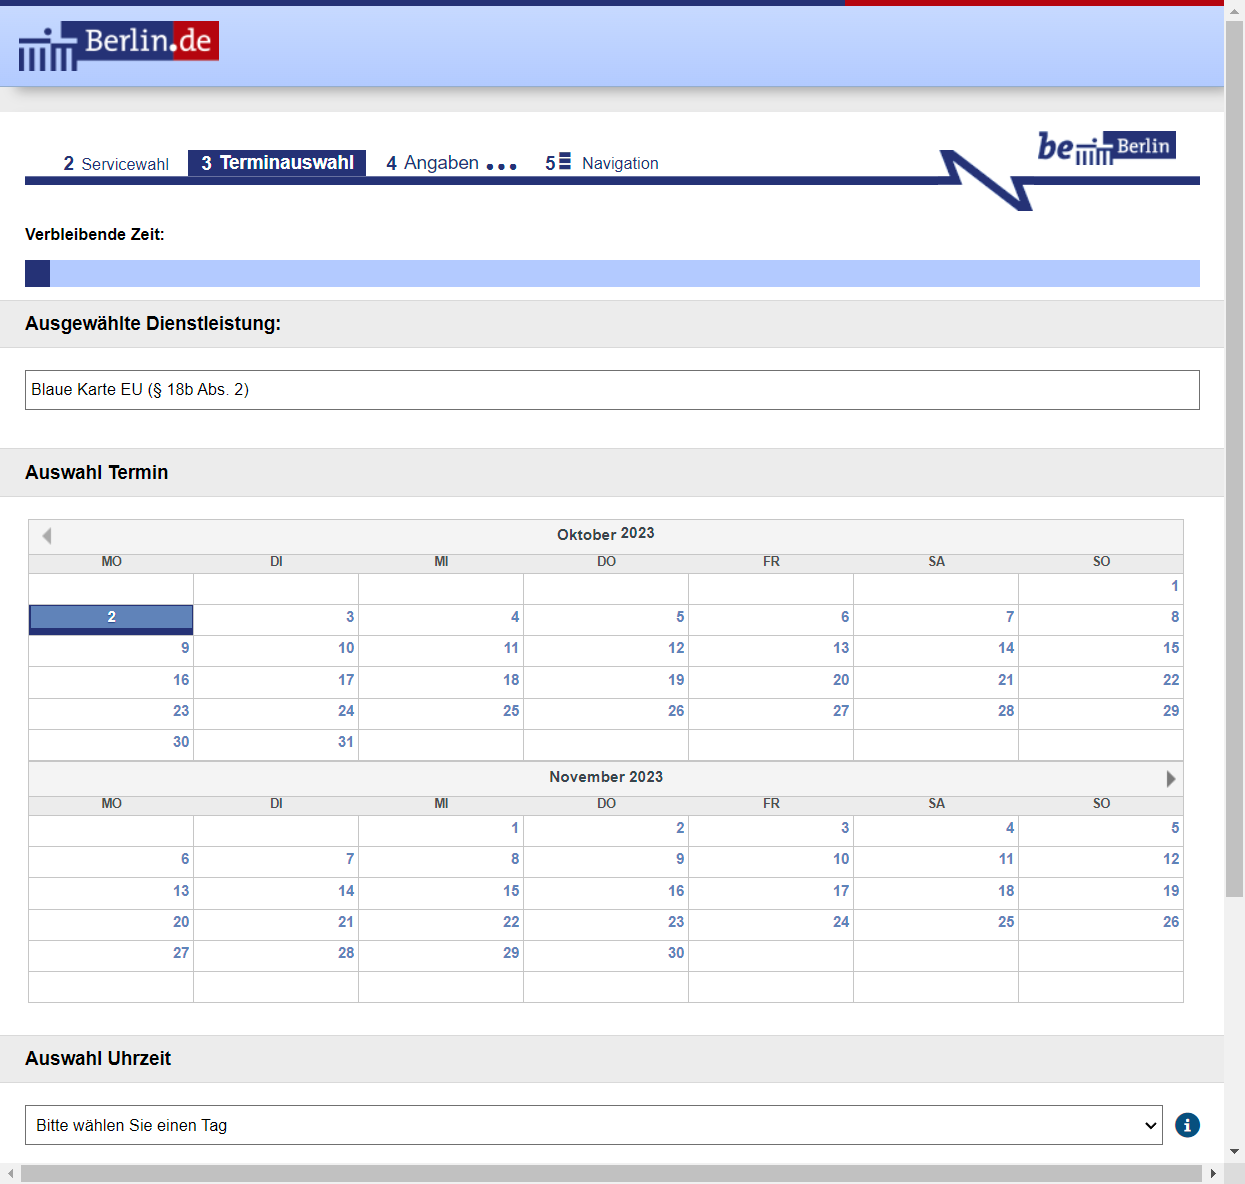 Berlin.de
be Berlin
2 Servicewahl 3 Terminauswahl 4 Angaben 5 Navigation
Verbleibende Zeit:
Ausgewählte Dienstleistung:
Blaue Karte EU (§ 18b Abs. 2)
Auswahl Termin
Oktober 2023
MO DI MI DO FR SA SO
1
2 3 4 5 6 7 8
9 10 11 12 13 14 15
16 17 18 19 20 21 22
23 24 25 26 27 28 29
30 31
November 2023
MO DI MI DO FR SA SO
1 2 3 4 5
6 7 8 9 10 11 12
13 14 15 16 17 18 19
20 21 22 23 24 25 26
27 28 29 30
Auswahl Uhrzeit
Bitte wählen Sie einen Tag